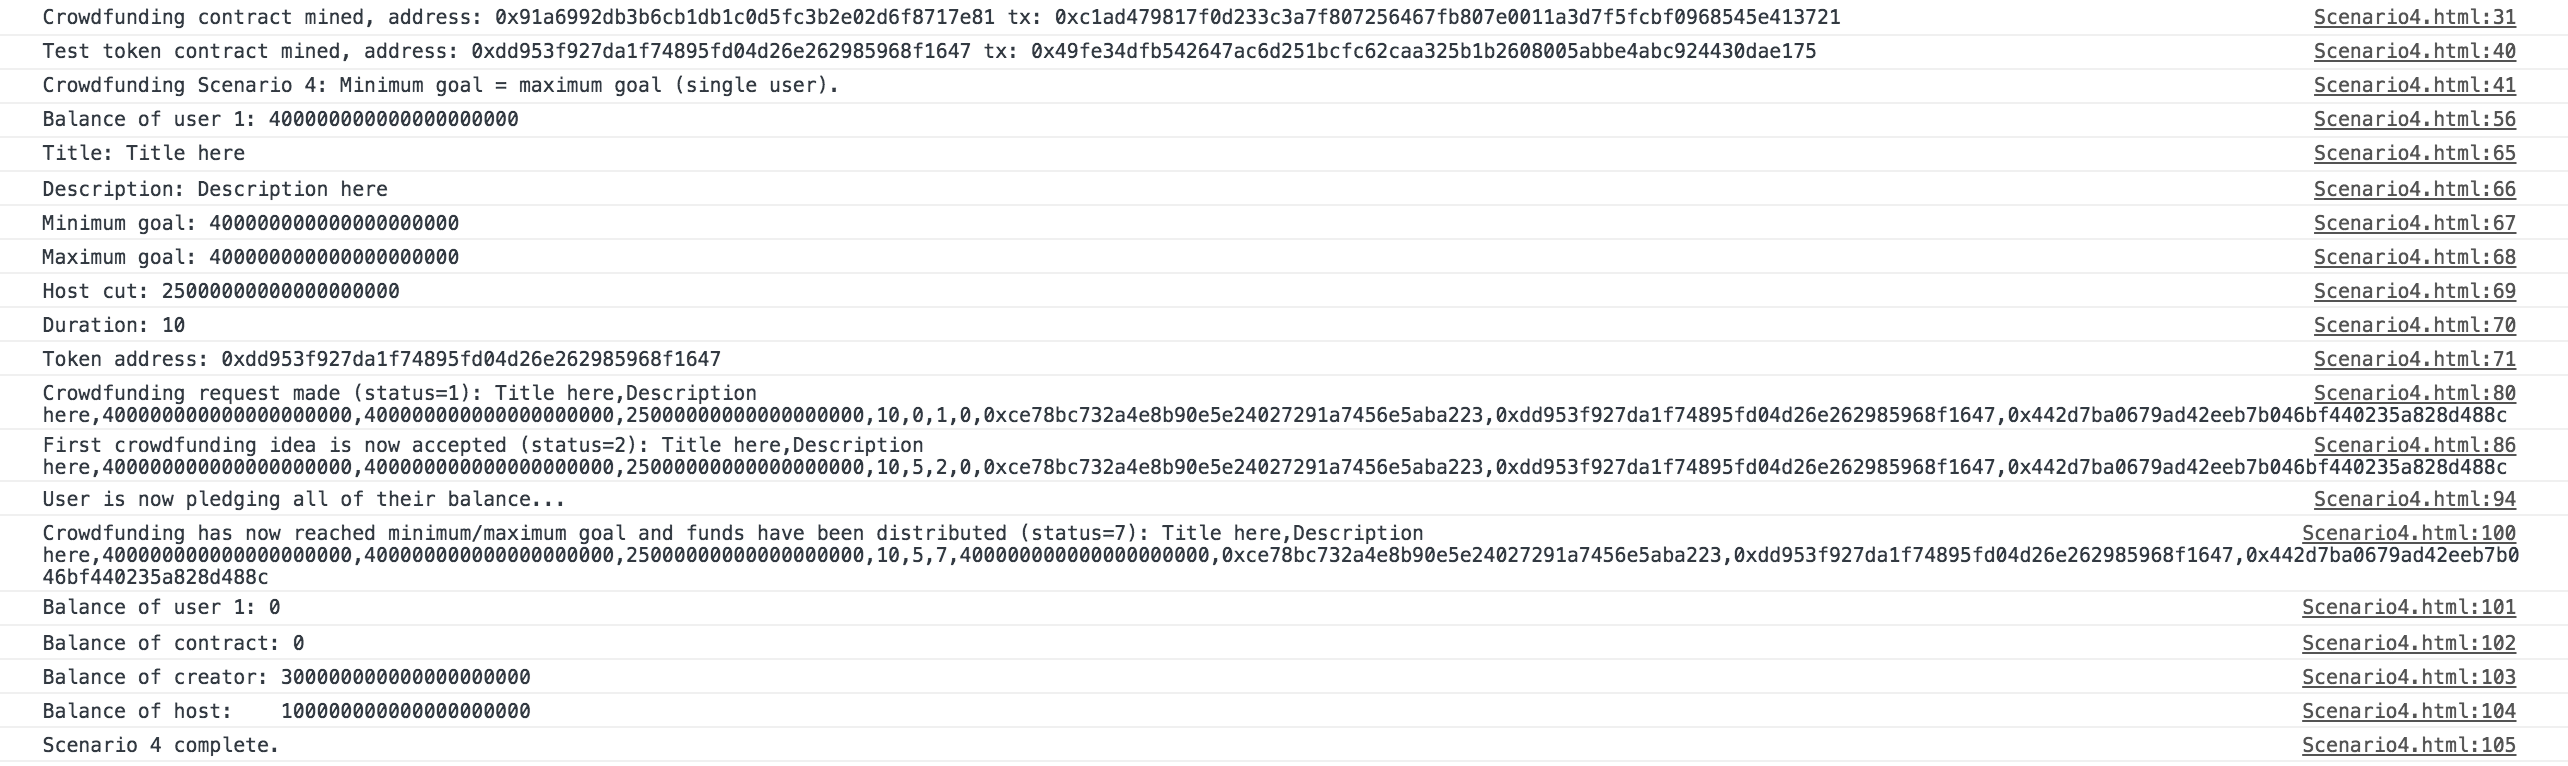 Crowdfunding contract mined, address: 0x91a6992db3b6cb1db1c0d5fc3b2e02d6f8717e81 tx: 0xc1ad479817f0d233c3a7f807256467fb807e0011a3d7f5fcbf0968545e413721 Scenario4.html:31
Test token contract mined, address: 0xdd953f927da1f74895fd04d26e262985968f1647 tx: 0x49fe34dfb542647ac6d251bcfc62caa325b1b2608005abbe4abc924430dae175 Scenario4.html:40
Crowdfunding Scenario 4: Minimum goal = maximum goal (single user). Scenario4.html:41
Balance of user 1: 400000000000000000000 Scenario4.html:56
Title: Title here Scenario4.html:65
Description: Description here Scenario4.html:66
Minimum goal: 400000000000000000000 Scenario4.html:67
Maximum goal: 400000000000000000000 Scenario4.html:68
Host cut: 25000000000000000000 Scenario4.html:69
Duration: 10 Scenario4.html:70
Token address: 0xdd953f927da1f74895fd04d26e262985968f1647 Scenario4.html:71
Crowdfunding request made (status=1): Title here,Description Scenario4.html:80
here,400000000000000000000,400000000000000000000,25000000000000000000,10,0,1,0,0xce78bc732a4e8b90e5e24027291a7456e5aba223,0xdd953f927da1f74895fd04d26e262985968f1647,0x442d7ba0679ad42eeb7b046bf440235a828d488c
First crowdfunding idea is now accepted (status=2): Title here,Description Scenario4.html:86
here,400000000000000000000,400000000000000000000,25000000000000000000,10,5,2,0,0xce78bc732a4e8b90e5e24027291a7456e5aba223,0xdd953f927da1f74895fd04d26e262985968f1647,0x442d7ba0679ad42eeb7b046bf440235a828d488c
User is now pledging all of their balance... Scenario4.html:94
Crowdfunding has now reached minimum/maximum goal and funds have been distributed (status=7): Title here,Description Scenario4.html:100
here,400000000000000000000,400000000000000000000,25000000000000000000,10,5,7,400000000000000000000,0xce78bc732a4e8b90e5e24027291a7456e5aba223,0xdd953f927da1f74895fd04d26e262985968f1647,0x442d7ba0679ad42eeb7b0
46bf440235a828d488c
Balance of user 1: 0 Scenario4.html:101
Balance of contract: 0 Scenario4.html:102
Balance of creator: 300000000000000000000 Scenario4.html:103
Balance of host:    100000000000000000000 Scenario4.html:104
Scenario 4 complete. Scenario4.html:105